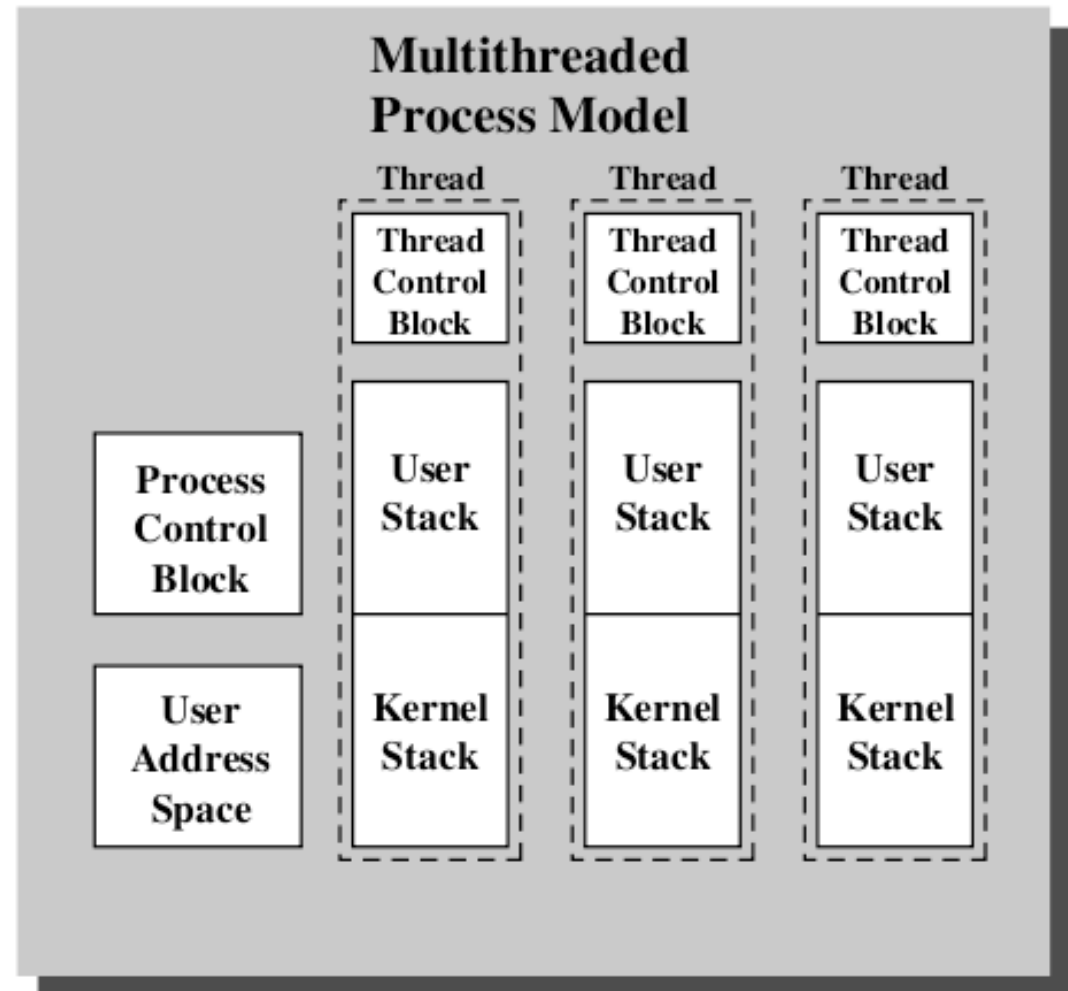 Multithreaded
Process Model
Thread
Thread
Control
Block
User
Stack
Kernel
Stack
Thread
Thread
Control
Block
User
Stack
Kernel
Stack
Thread
Thread
Control
Block
User
Stack
Kernel
Stack
Process
Control
Block
User
Address
Space